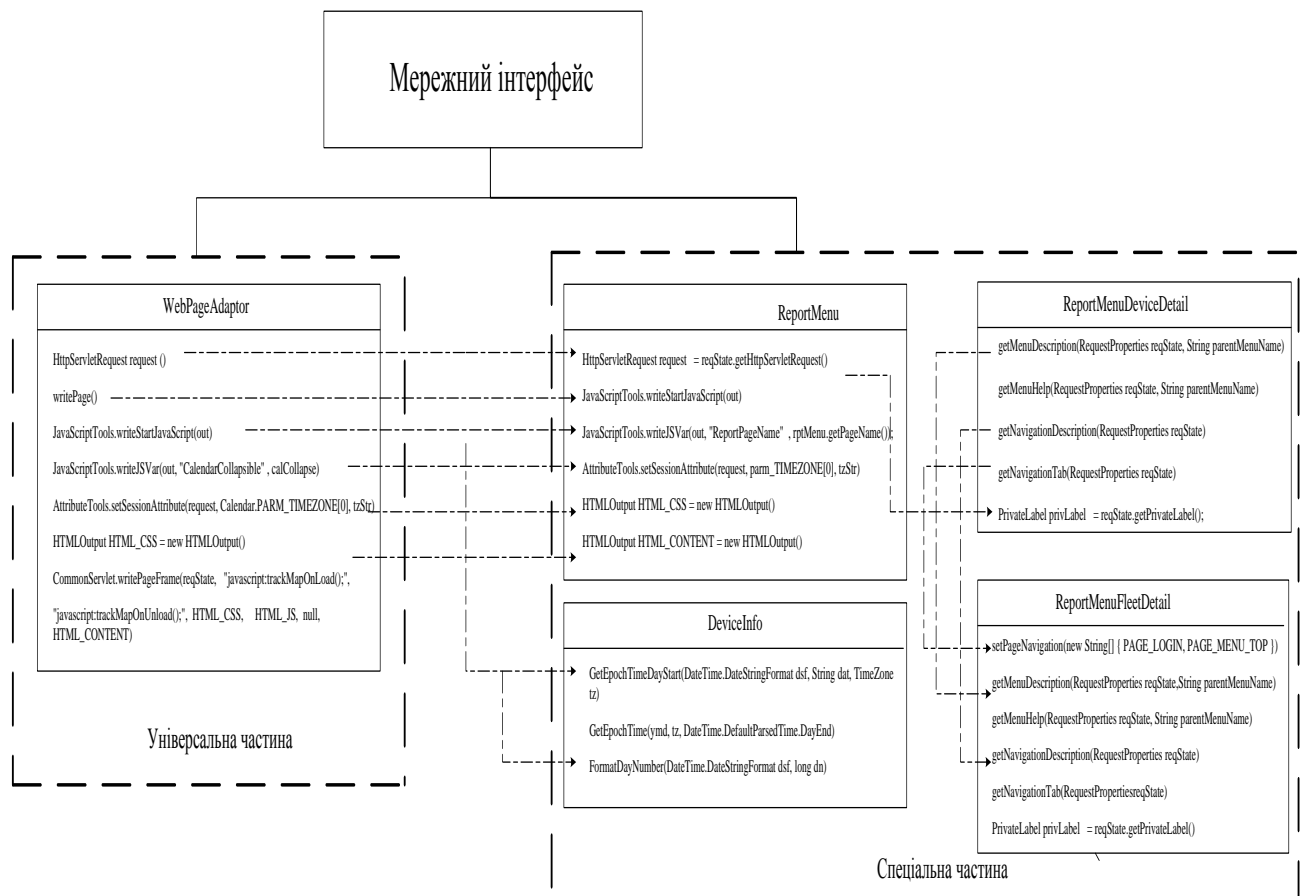 Мережний інтерфейс
WebPageAdaptor
HttpServletRequest request ()
writePage()
JavaScriptTools.writeStartJavaScript(out)
JavaScriptTools.writeJSVar(out, "CalendarCollapsible" , calCollapse)
AttributeTools.setSessionAttribute(request, Calendar.PARM_TIMEZONE[0], tzStr)
HTMLOutput HTML_CSS = new HTMLOutput()
CommonServlet.writePageFrame(reqState, "javascript:trackMapOnLoad();",
"javascript:trackMapOnUnload();", HTML_CSS, HTML_JS, null,
HTML_CONTENT)
Універсальна частина
ReportMenu
HttpServletRequest request = reqState.getHttpServletRequest()
JavaScriptTools.writeStartJavaScript(out)
JavaScriptTools.writeJSVar(out, "ReportPageName" , rptMenu.getPageName());
AttributeTools.setSessionAttribute(request, parm_TIMEZONE[0], tzStr)
HTMLOutput HTML_CSS = new HTMLOutput()
HTMLOutput HTML_CONTENT = new HTMLOutput()
DeviceInfo
GetEpochTimeDayStart(DateTime.DateStringFormat dsf, String dat, TimeZone
tz)
GetEpochTime(ymd, tz, DateTime.DefaultParsedTime.DayEnd)
FormatDayNumber(DateTime.DateStringFormat dsf, long dn)
ReportMenuDeviceDetail
getMenuDescription(RequestProperties reqState, String parentMenuName)
getMenuHelp(RequestProperties reqState, String parentMenuName)
getNavigationDescription(RequestProperties reqState)
getNavigationTab(RequestProperties reqState)
PrivateLabel privLabel = reqState.getPrivateLabel();
ReportMenuFleetDetail
setPageNavigation(new String[] { PAGE_LOGIN, PAGE_MENU_TOP })
getMenuDescription(RequestProperties reqState,String parentMenuName)
getMenuHelp(RequestProperties reqState, String parentMenuName)
getNavigationDescription(RequestProperties reqState)
getNavigationTab(RequestPropertiesreqState)
PrivateLabel privLabel = reqState.getPrivateLabel()
Спеціальна частина